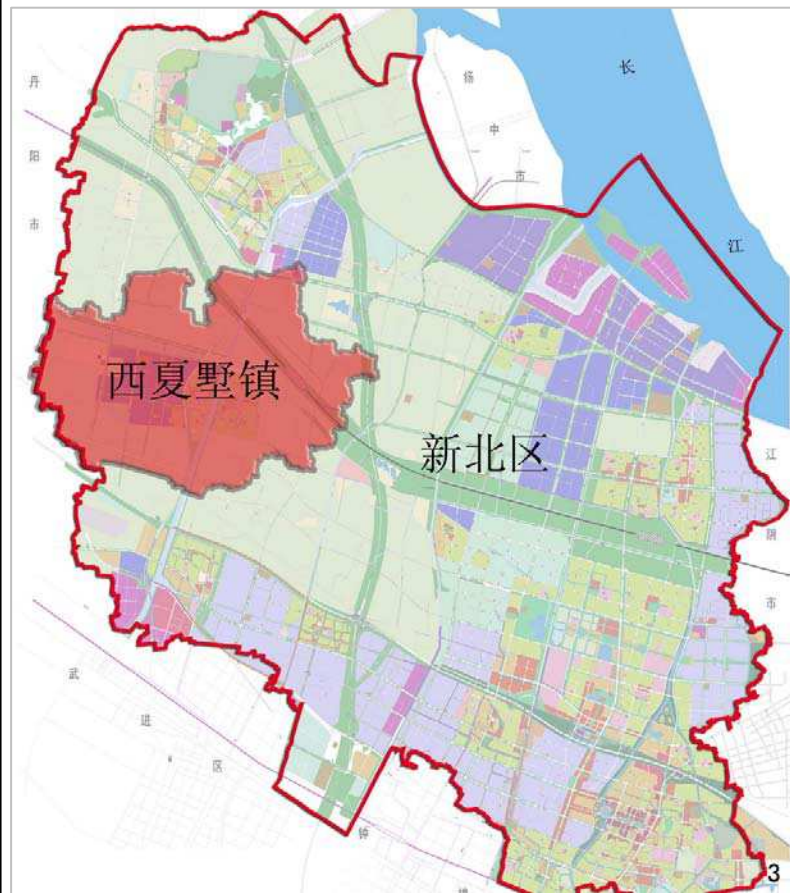 长
江
扬
中
市
丹
阳
市
西夏墅镇
新北区
江
阴
市
武
进
区
钟
3